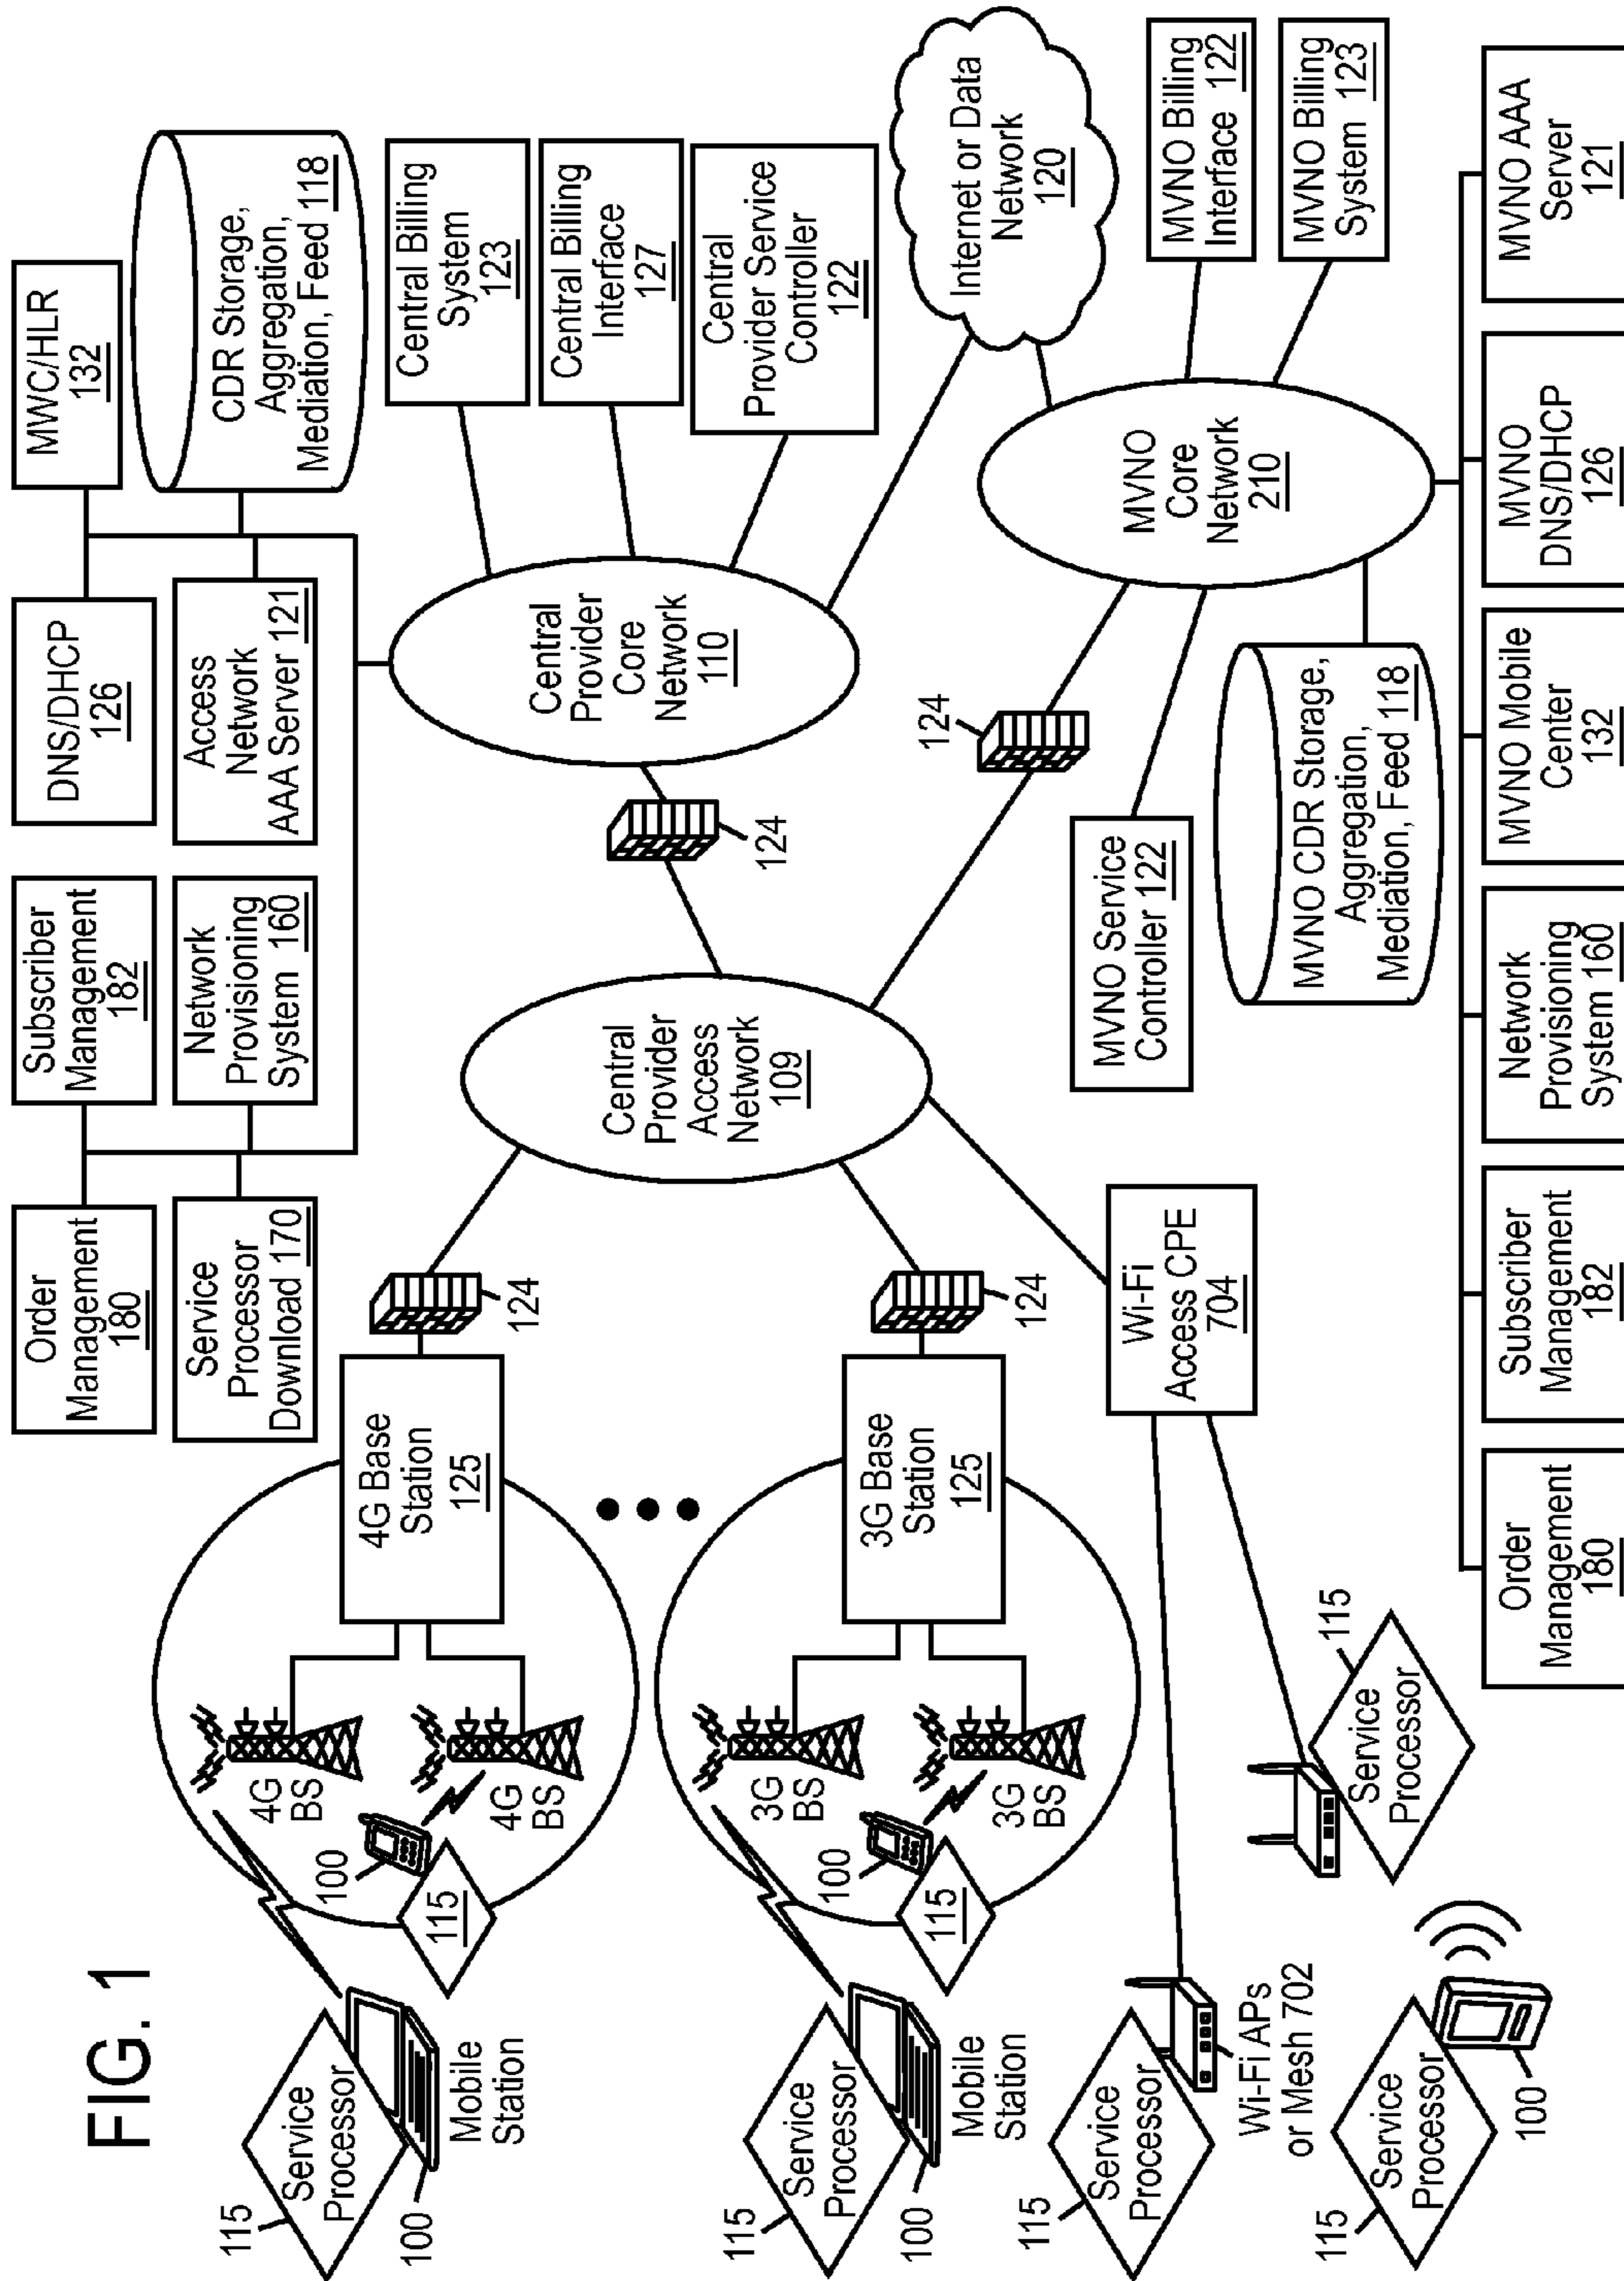 FIG. 1
Order
Management
180
Subscriber
Management
182
DNS/DHCP
126
MWC/HLR
132
Service
Processor
Download 170
Network
Provisioning
System 160
Access
Network
AAA Server 121
CDR Storage,
Aggregation,
Mediation, Feed 118
115
Service
Processor
100
Mobile
Station
4G
BS
100
115
4G
BS
4G Base
Station
125
124
Central
Provider
Access
Network
109
124
Central
Provider
Core
Network
110
Central Billing
System
123
Central Billing
Interface
127
Central
Provider Service
Controller
122
115
Service
Processor
100
Mobile
Station
3G
BS
100
115
3G
BS
3G Base
Station
125
124
124
Internet or Data
Network
120
115
Service
Processor
Wi-Fi APs
or Mesh 702
Wi-Fi
Access CPE
704
MVNO Service
Controller 122
MVNO
Core
Network
210
MVNO Billing
Interface 122
MVNO Billing
System 123
115
Service
Processor
100
Service
Processor
115
MVNO CDR Storage,
Aggregation,
Mediation, Feed 118
Order
Management
180
Subscriber
Management
182
Network
Provisioning
System 160
MVNO Mobile
Center
132
MVNO
DNS/DHCP
126
MVNO AAA
Server
121